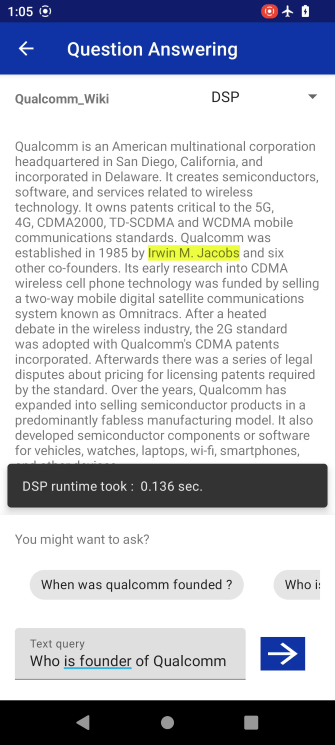 1:05
Question Answering
Qualcomm_Wiki
DSP
Qualcomm is an American multinational corporation
headquartered in San Diego, California, and
incorporated in Delaware. It creates semiconductors,
software, and services related to wireless
technology. It owns patents critical to the 5G,
4G, CDMA2000, TD-SCDMA and WCDMA mobile
communications standards. Qualcomm was
established in 1985 by Irwin M. Jacobs and six
other co-founders. Its early research into CDMA
wireless cell phone technology was funded by selling
a two-way mobile digital satellite communications
system known as Omnitracs. After a heated
debate in the wireless industry, the 2G standard
was adopted with Qualcomm's CDMA patents
incorporated. Afterwards there was a series of legal
disputes about pricing for licensing patents required
by the standard. Over the years, Qualcomm has
expanded into selling semiconductor products in a
predominantly fabless manufacturing model. It also
developed semiconductor components or software
for vehicles, watches, laptops, wi-fi, smartphones,
and other devices.
DSP runtime took : 0.136 sec.
You might want to ask?
When was qualcomm founded ?
Who is
Text query
Who is founder of Qualcomm